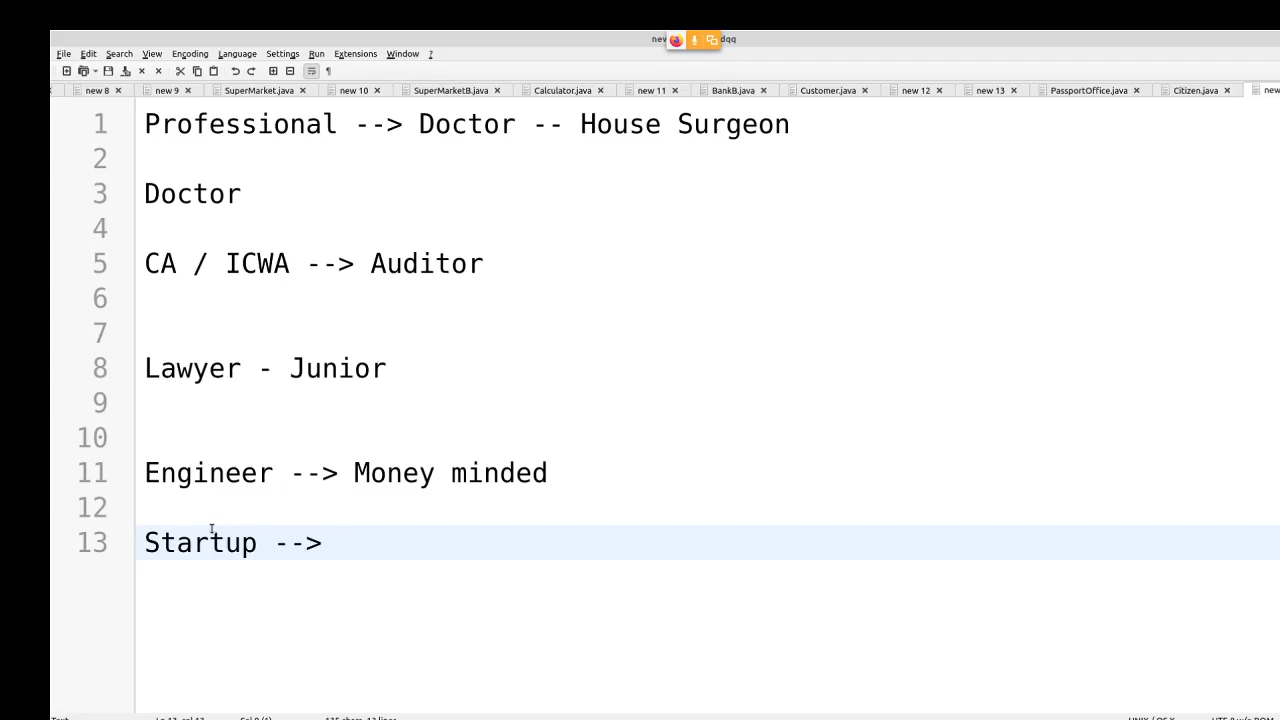 new dqq
File Edit Search View Encoding Language Settings Run Extensions Window ?
new 8 new 9 SuperMarket.java new 10 SuperMarketB.java Calculator.java new 11 BankB.java Customer.java new 12 new 13 PassportOffice.java Citizen.java new
1 Professional --> Doctor -- House Surgeon
2
3 Doctor
4
5 CA / ICWA --> Auditor
6
7
8 Lawyer - Junior
9
10
11 Engineer --> Money minded
12
13 Startup -->